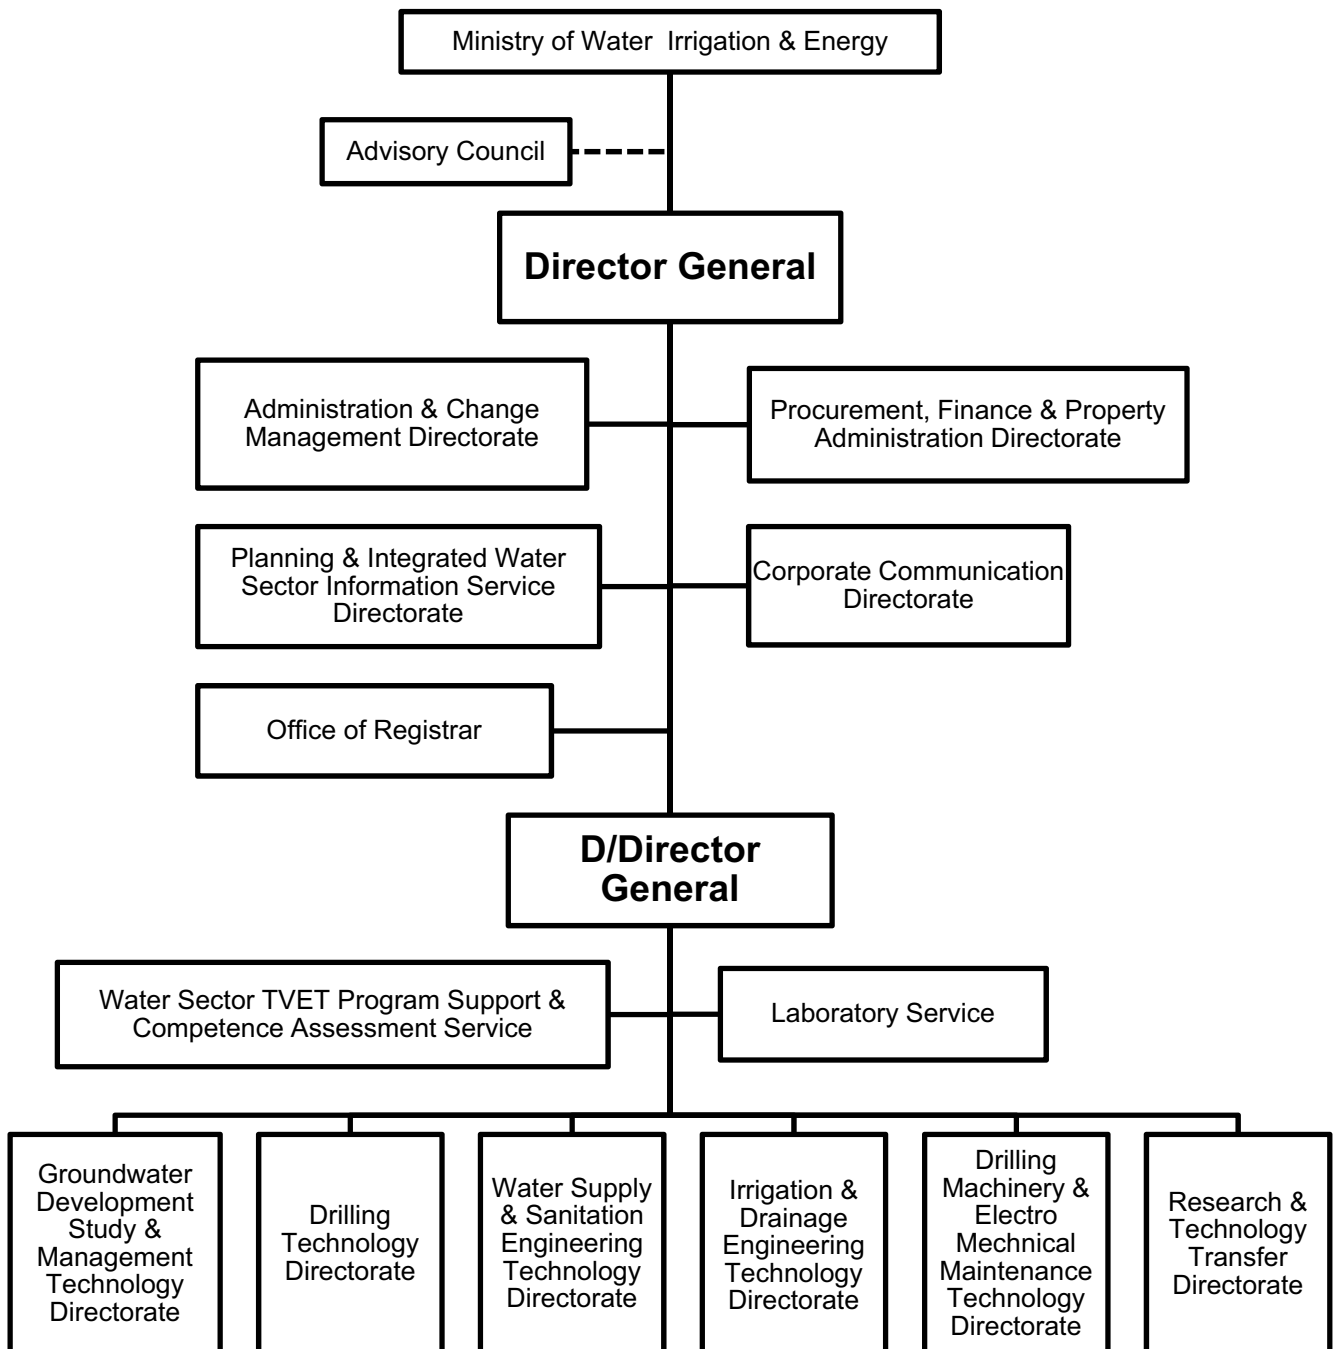 Ministry of Water Irrigation & Energy
Advisory Council
Director General
Administration & Change
Management Directorate
Procurement, Finance & Property
Administration Directorate
Planning & Integrated Water
Sector Information Service
Directorate
Corporate Communication
Directorate
Office of Registrar
D/Director
General
Water Sector TVET Program Support &
Competence Assessment Service
Laboratory Service
Groundwater
Development
Study &
Management
Technology
Directorate
Drilling
Technology
Directorate
Water Supply
& Sanitation
Engineering
Technology
Directorate
Irrigation &
Drainage
Engineering
Technology
Directorate
Drilling
Machinery &
Electro
Mechnical
Maintenance
Technology
Directorate
Research &
Technology
Transfer
Directorate